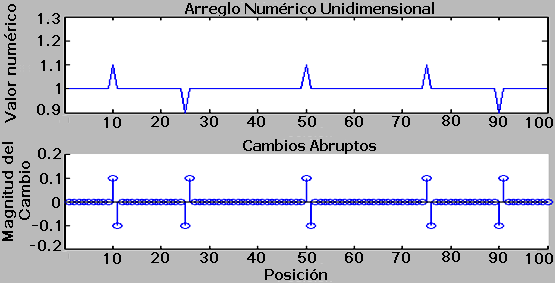 Arreglo Numérico Unidimensional
Valor numérico
1.3
1.2
1.1
1
0.9
10 20 30 40 50 60 70 80 90 100
Cambios Abruptos
Magnitud del
Cambio
0.2
0.1
0
-0.1
-0.2
10 20 30 40 50 60 70 80 90 100
Posición